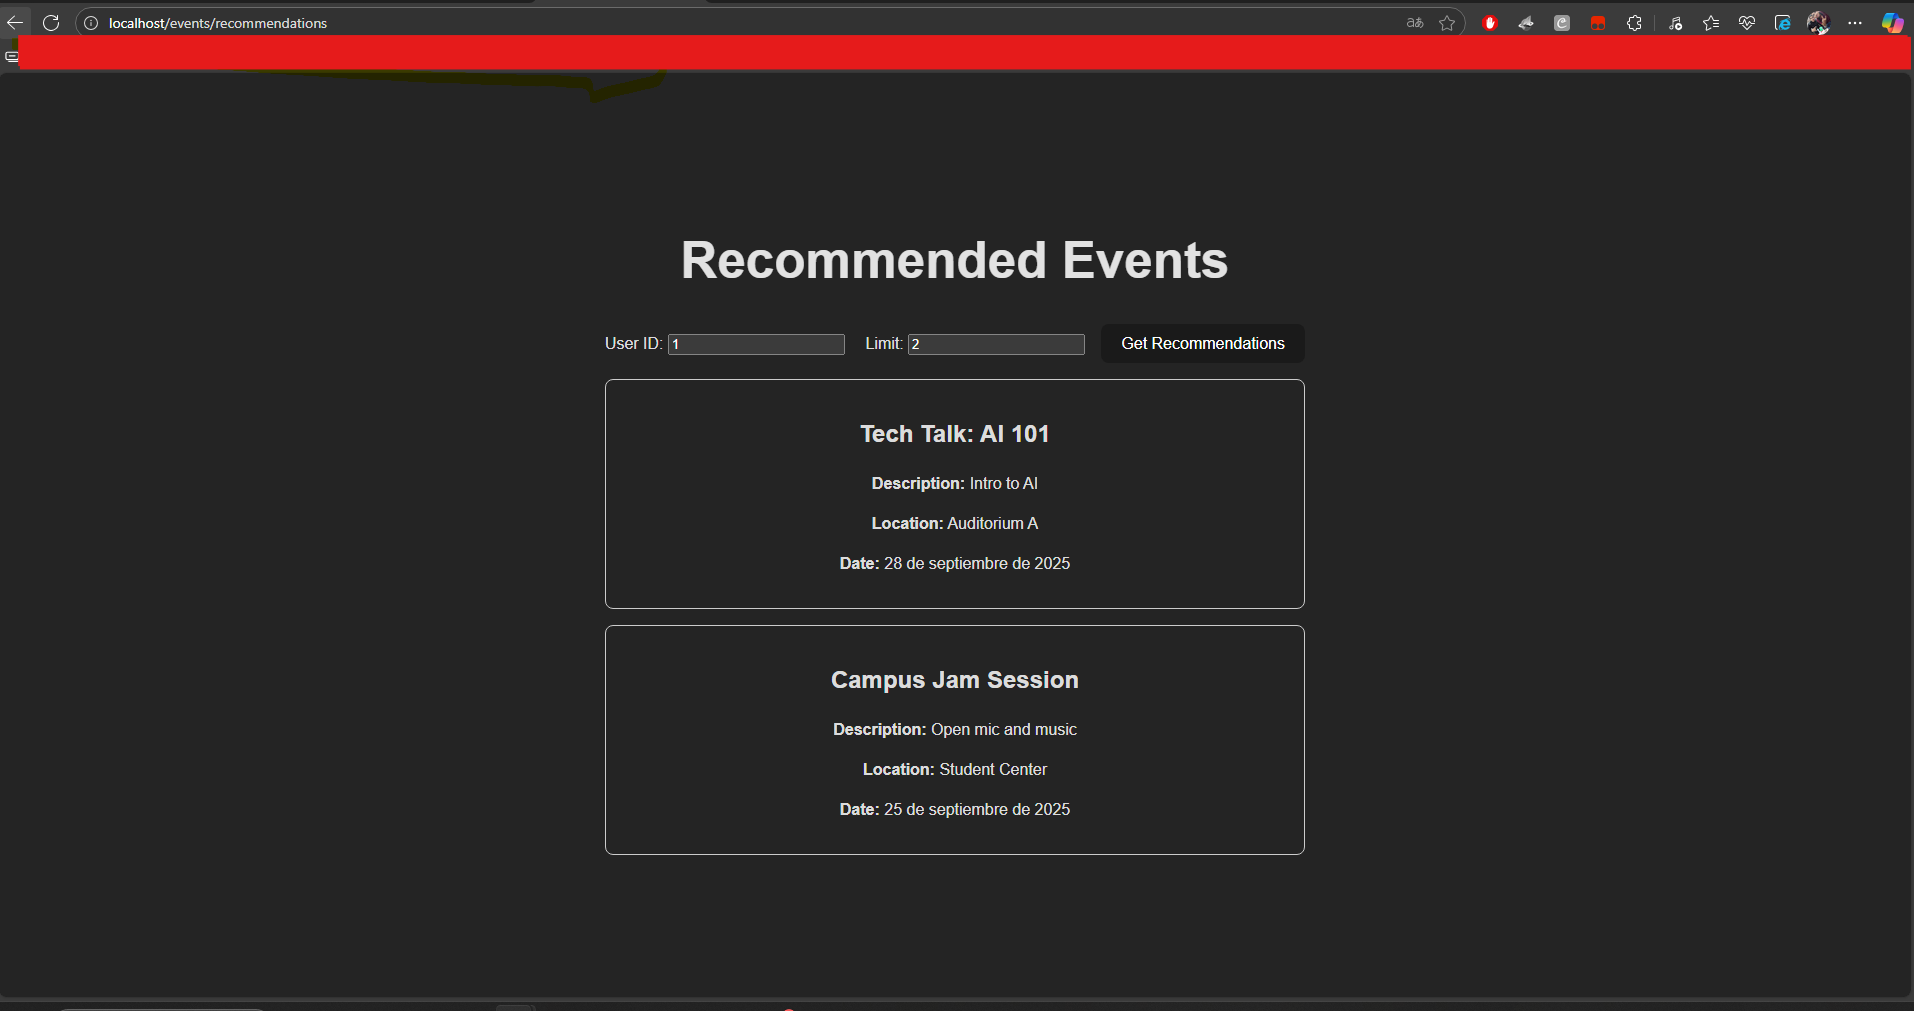 localhost/events/recommendations
Recommended Events
User ID: 1 Limit: 2 Get Recommendations
Tech Talk: AI 101
Description: Intro to AI
Location: Auditorium A
Date: 28 de septiembre de 2025
Campus Jam Session
Description: Open mic and music
Location: Student Center
Date: 25 de septiembre de 2025